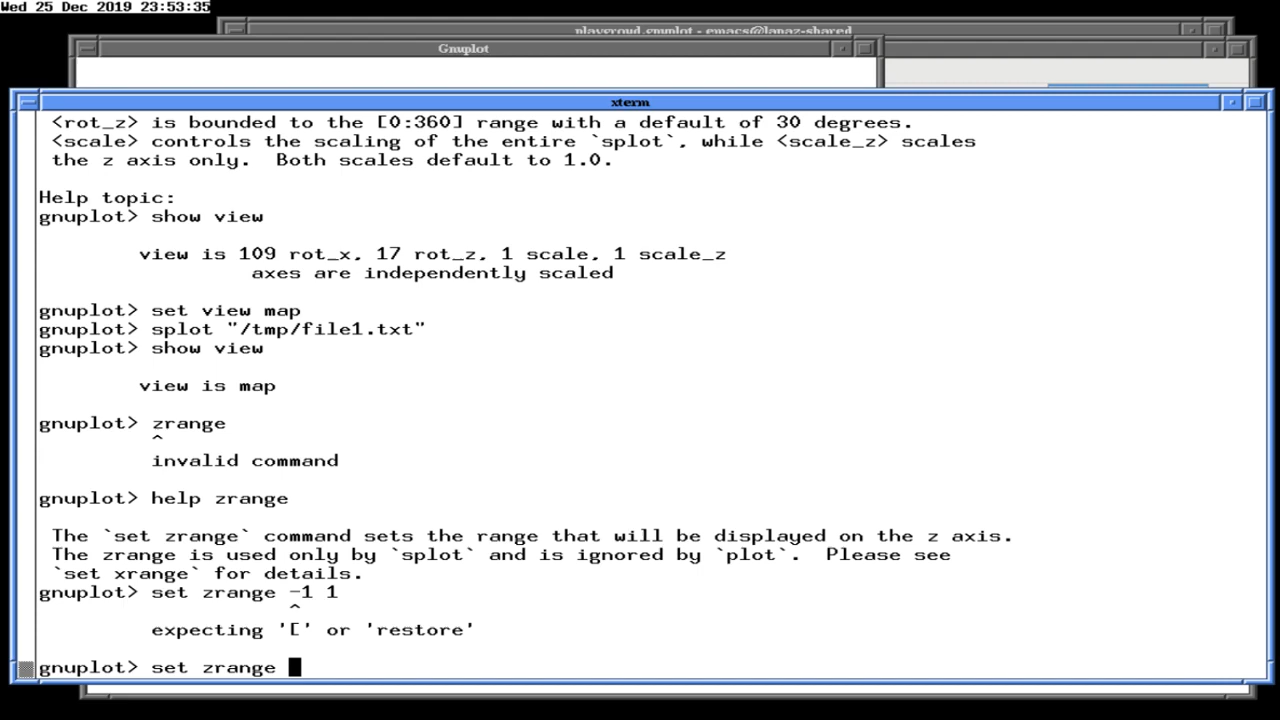 Wed 25 Dec 2019 23:53:35
playgroud.gnuplot - emacs@lapaz-shared
Gnuplot
xterm
<rot_z> is bounded to the [0:360] range with a default of 30 degrees.
<scale> controls the scaling of the entire `splot`, while <scale_z> scales
the z axis only.  Both scales default to 1.0.
Help topic:
gnuplot> show view
view is 109 rot_x, 17 rot_z, 1 scale, 1 scale_z
axes are independently scaled
gnuplot> set view map
gnuplot> splot "/tmp/file1.txt"
gnuplot> show view
view is map
gnuplot> zrange
^
invalid command
gnuplot> help zrange
The `set zrange` command sets the range that will be displayed on the z axis.
The zrange is used only by `splot` and is ignored by `plot`.  Please see
`set xrange` for details.
gnuplot> set zrange -1 1
^
expecting '[' or 'restore'
gnuplot> set zrange